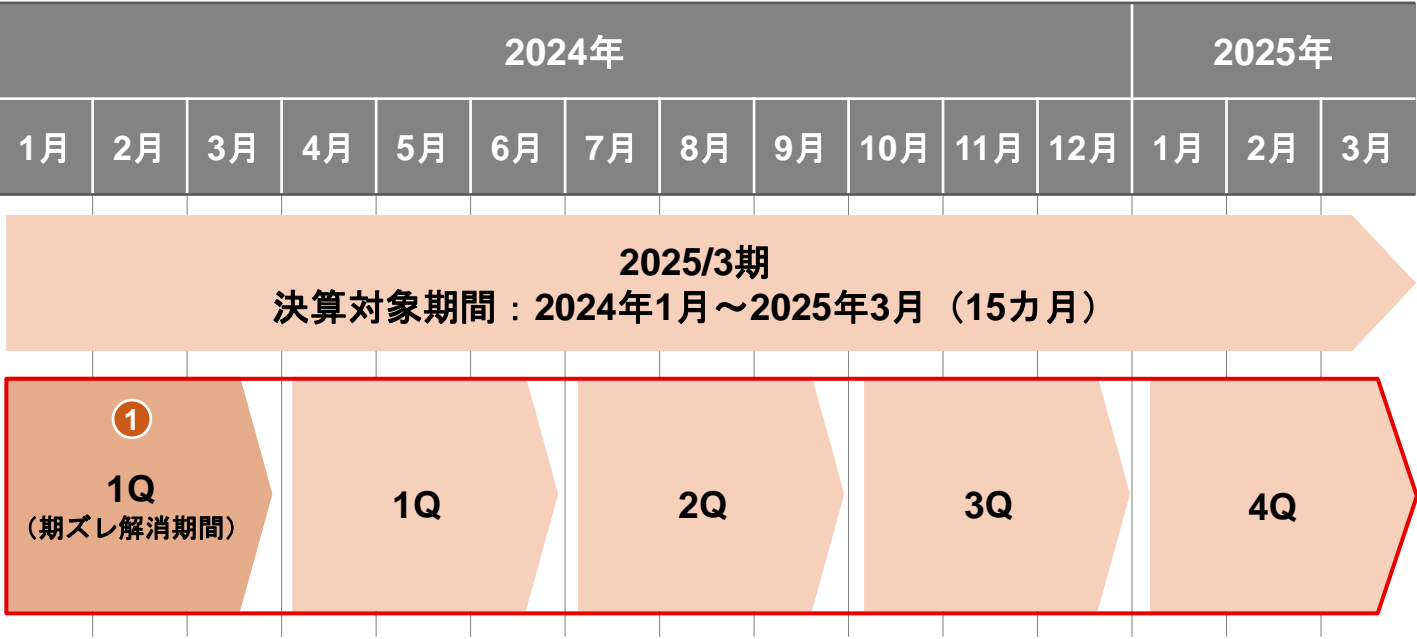 2024年 2025年
1月 2月 3月 4月 5月 6月 7月 8月 9月 10月 11月 12月 1月 2月 3月
2025/3期
決算対象期間：2024年1月～2025年3月（15カ月）
1
1Q
（期ズレ解消期間）
1Q
2Q
3Q
4Q